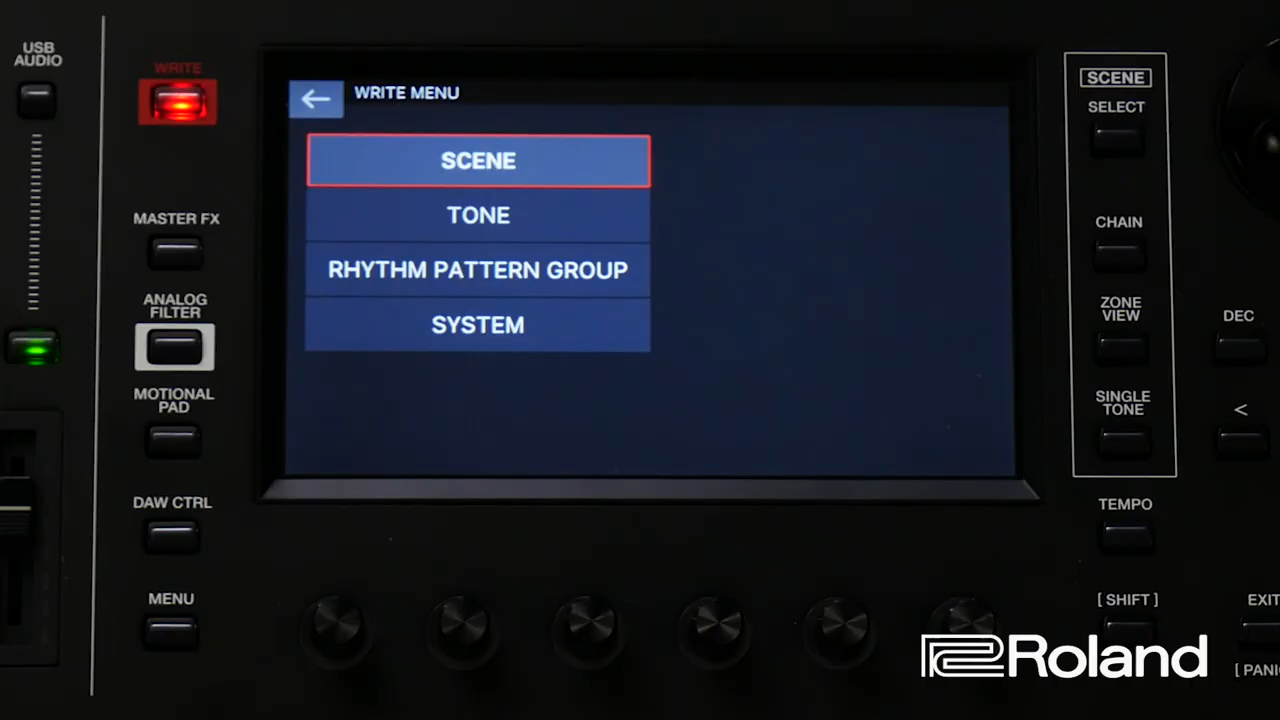 USB
AUDIO
WRITE
MASTER FX
ANALOG
FILTER
MOTIONAL
PAD
DAW CTRL
MENU
WRITE MENU
SCENE
TONE
RHYTHM PATTERN GROUP
SYSTEM
SCENE
SELECT
CHAIN
ZONE
VIEW
SINGLE
TONE
TEMPO
[ SHIFT ]
DEC
<
EXIT
[ PANI
Roland